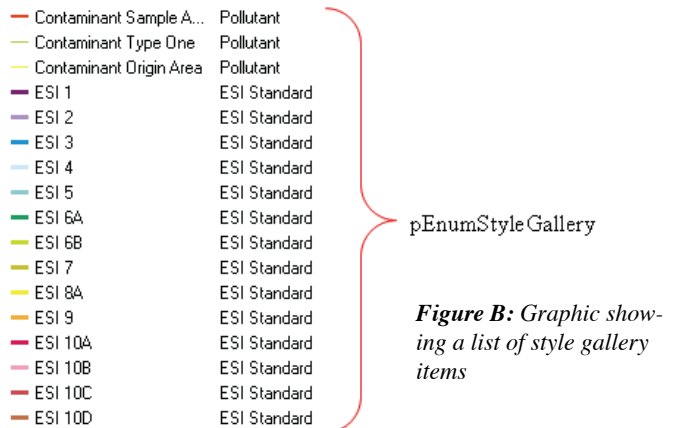 Contaminant Sample A... Pollutant
Contaminant Type One Pollutant
Contaminant Origin Area Pollutant
ESI 1 ESI Standard
ESI 2 ESI Standard
ESI 3 ESI Standard
ESI 4 ESI Standard
ESI 5 ESI Standard
ESI 6A ESI Standard
ESI 6B ESI Standard
ESI 7 ESI Standard
ESI 8A ESI Standard
ESI 9 ESI Standard
ESI 10A ESI Standard
ESI 10B ESI Standard
ESI 10C ESI Standard
ESI 10D ESI Standard
pEnumStyleGallery
Figure B: Graphic show-
ing a list of style gallery
items